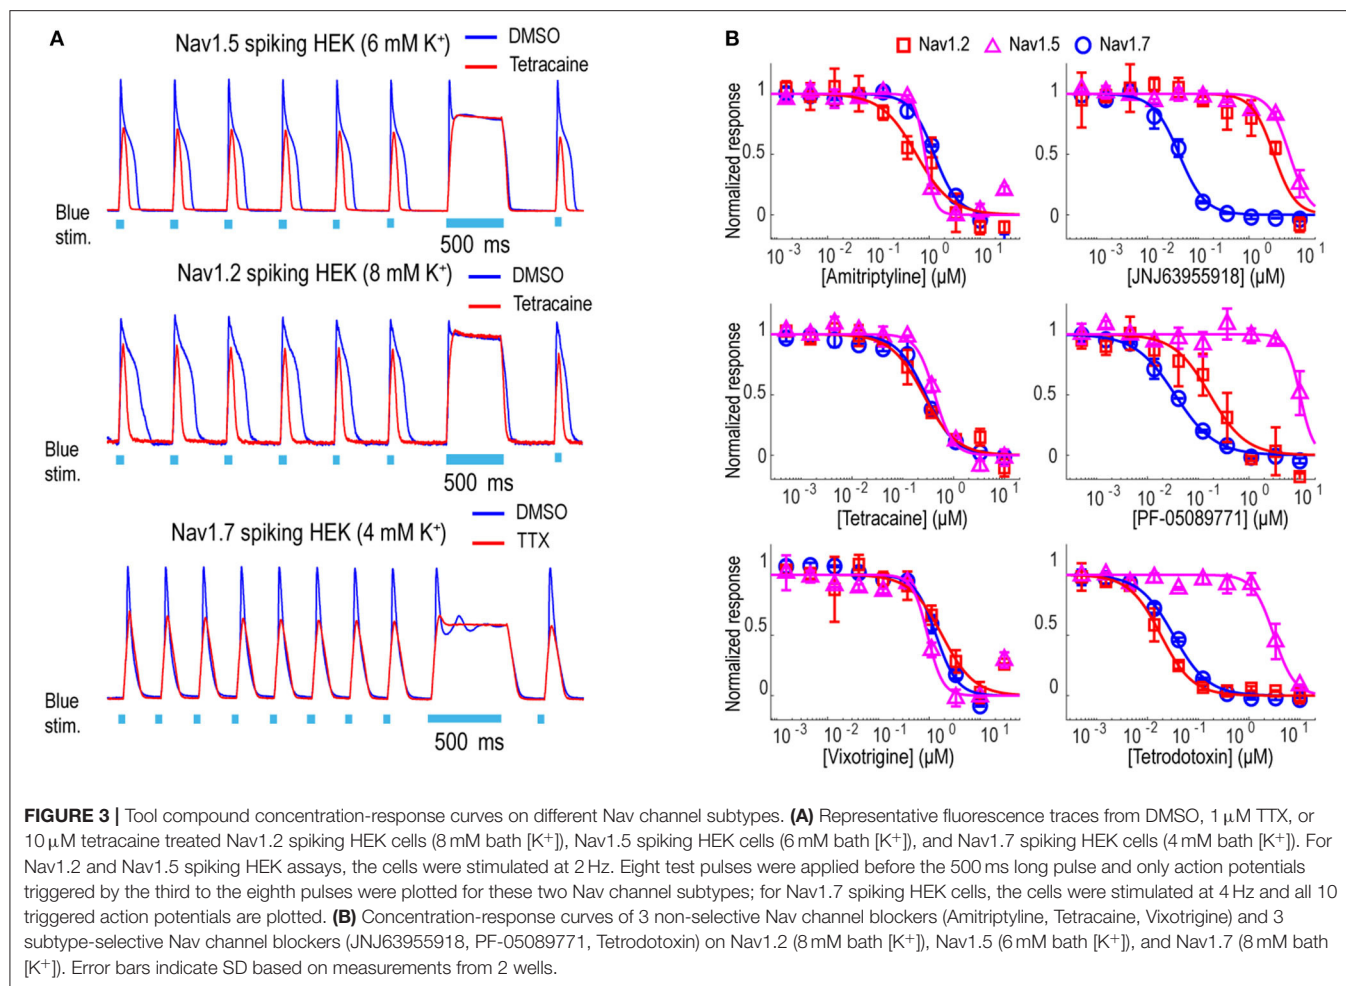 A
Nav1.5 spiking HEK (6 mM K⁺)
DMSO
Tetracaine
Blue
stim.
500 ms
Nav1.2 spiking HEK (8 mM K⁺)
DMSO
Tetracaine
Blue
stim.
500 ms
Nav1.7 spiking HEK (4 mM K⁺)
DMSO
TTX
Blue
stim.
500 ms
B
Nav1.2 Nav1.5 Nav1.7
Normalized response
1
0.5
0
10⁻³ 10⁻² 10⁻¹ 10⁰ 10¹
[Amitriptyline] (µM)
1
0.5
0
10⁻³ 10⁻² 10⁻¹ 10⁰ 10¹
[JNJ63955918] (µM)
Normalized response
1
0.5
0
10⁻³ 10⁻² 10⁻¹ 10⁰ 10¹
[Tetracaine] (µM)
1
0.5
0
10⁻³ 10⁻² 10⁻¹ 10⁰ 10¹
[PF-05089771] (µM)
Normalized response
1
0.5
0
10⁻³ 10⁻² 10⁻¹ 10⁰ 10¹
[Vixotrigine] (µM)
1
0.5
0
10⁻³ 10⁻² 10⁻¹ 10⁰ 10¹
[Tetrodotoxin] (µM)
FIGURE 3 | Tool compound concentration-response curves on different Nav channel subtypes. (A) Representative fluorescence traces from DMSO, 1 µM TTX, or
10 µM tetracaine treated Nav1.2 spiking HEK cells (8 mM bath [K⁺]), Nav1.5 spiking HEK cells (6 mM bath [K⁺]), and Nav1.7 spiking HEK cells (4 mM bath [K⁺]). For
Nav1.2 and Nav1.5 spiking HEK assays, the cells were stimulated at 2 Hz. Eight test pulses were applied before the 500 ms long pulse and only action potentials
triggered by the third to the eighth pulses were plotted for these two Nav channel subtypes; for Nav1.7 spiking HEK cells, the cells were stimulated at 4 Hz and all 10
triggered action potentials are plotted. (B) Concentration-response curves of 3 non-selective Nav channel blockers (Amitriptyline, Tetracaine, Vixotrigine) and 3
subtype-selective Nav channel blockers (JNJ63955918, PF-05089771, Tetrodotoxin) on Nav1.2 (8 mM bath [K⁺]), Nav1.5 (6 mM bath [K⁺]), and Nav1.7 (8 mM bath
[K⁺]). Error bars indicate SD based on measurements from 2 wells.